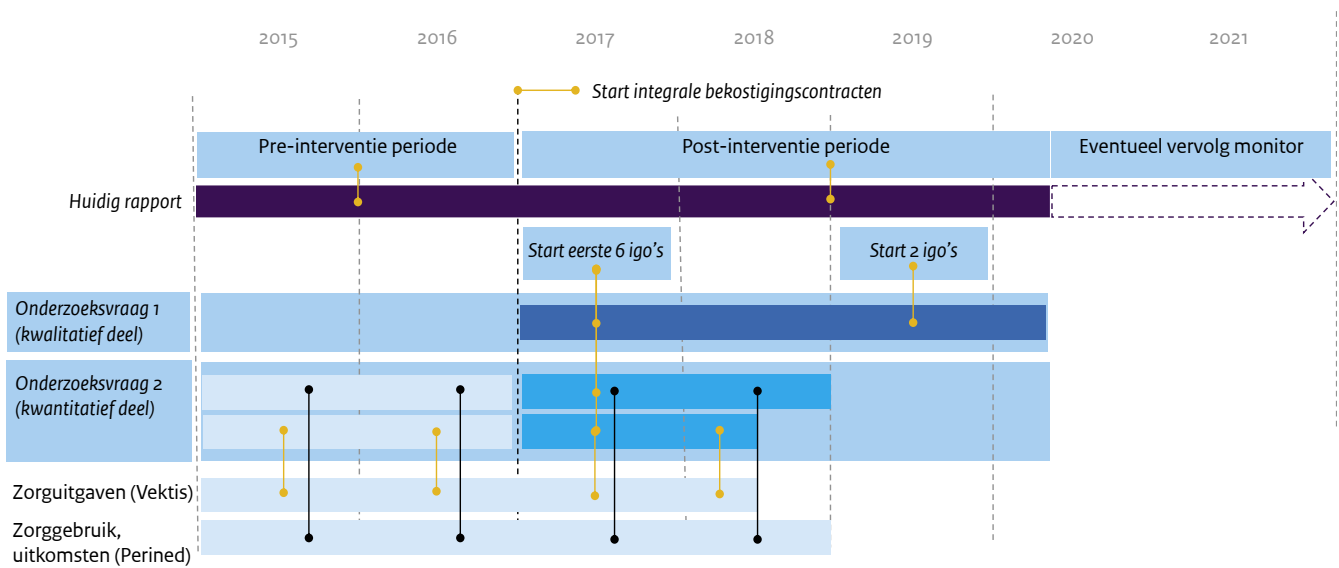 2015 2016 2017 2018 2019 2020 2021
Start integrale bekostigingscontracten
Pre-interventie periode Post-interventie periode Eventueel vervolg monitor
Huidig rapport
Start eerste 6 igo's Start 2 igo's
Onderzoeksvraag 1
(kwalitatief deel)
Onderzoeksvraag 2
(kwantitatief deel)
Zorguitgaven (Vektis)
Zorggebruik,
uitkomsten (Perined)